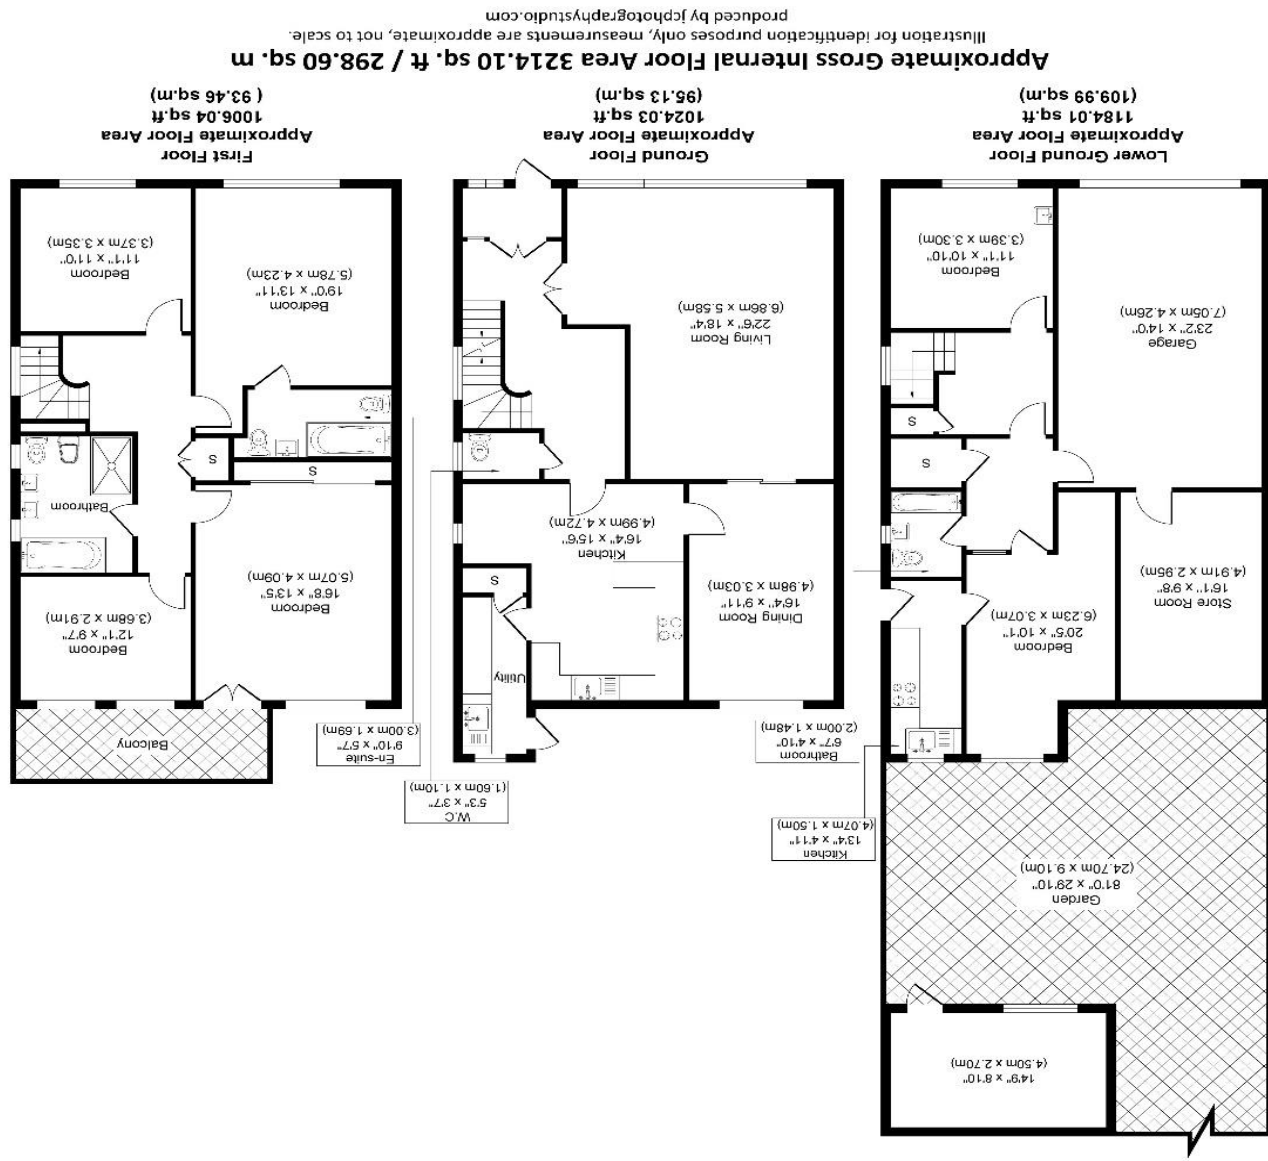 14'9" x 8'10"
(4.50m x 2.70m)
Garden
81'0" x 29'10"
(24.70m x 9.10m)
Kitchen
13'4" x 4'11"
(4.07m x 1.50m)
Bathroom
6'7" x 4'10"
(2.00m x 1.48m)
Store Room
16'1" x 9'8
(4.91m x 2.95m)
Bedroom
20'5" x 10'1
(6.23m x 3.07m)
S
S
Garage
23'2" x 14'0"
(7.05m x 4.26m)
Bedroom
11'1" x 10'10"
(3.39m x 3.30m)
Lower Ground Floor
Approximate Floor Area
1184.01 sq.ft
(109.99 sq.m)
W.C
5'3" x 3'7"
(1.60m x 1.10m)
Utility
S
Dining Room
16'4" x 9'11"
(4.98m x 3.03m)
Kitchen
16'4" x 15'6"
(4.99m x 4.72m)
Living Room
22'6" x 18'4"
(6.86m x 5.58m)
Ground Floor
Approximate Floor Area
1024.03 sq.ft
(95.13 sq.m)
En-suite
9'10" x 5'7"
(3.00m x 1.69m)
Balcony
Bedroom
16'8" x 13'5"
(5.07m x 4.09m)
Bedroom
12'1" x 9'7"
(3.68m x 2.91m)
Bathroom
S
S
Bedroom
19'0" x 13'11"
(5.78m x 4.23m)
Bedroom
11'1" x 11'0"
(3.37m x 3.35m)
First Floor
Approximate Floor Area
1006.04 sq.ft
( 93.46 sq.m)
Approximate Gross Internal Floor Area 3214.10 sq. ft / 298.60 sq. m
Illustration for identification purposes only, measurements are approximate, not to scale.
produced by jcphotographystudio.com